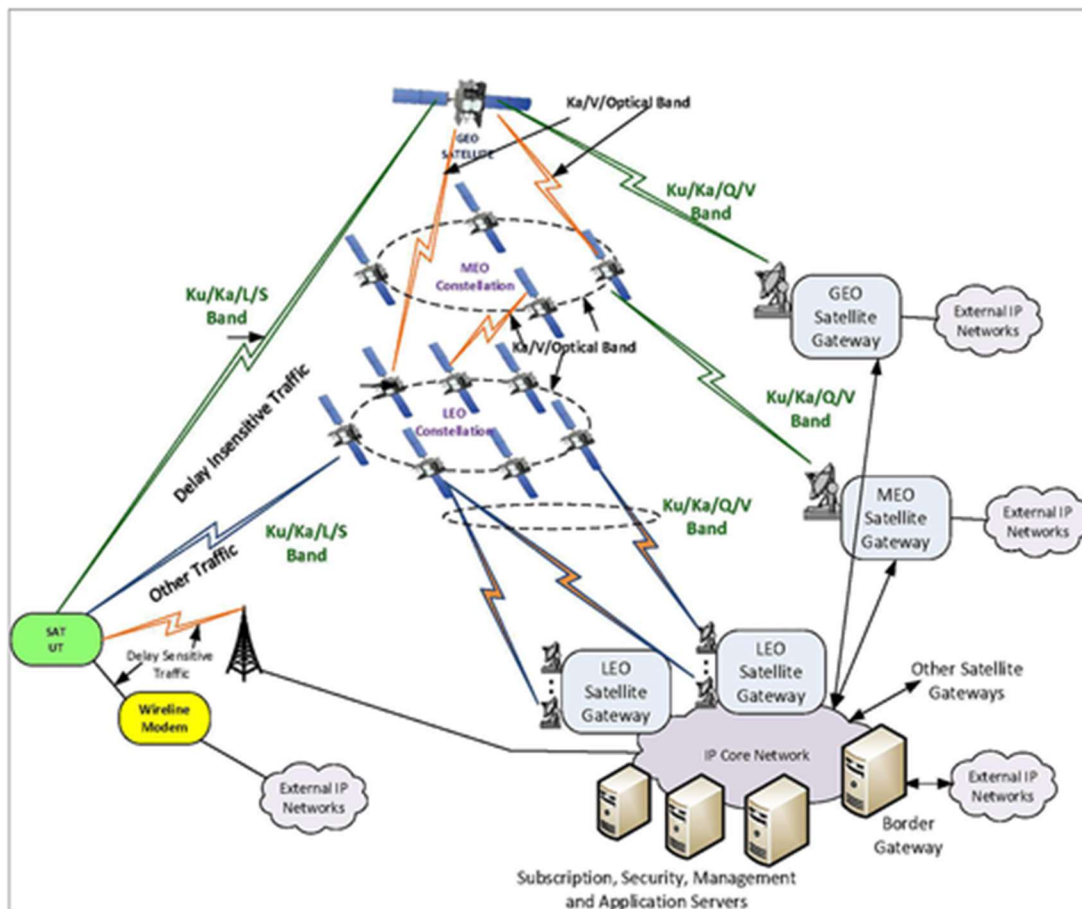 Ka/V/Optical Band
GEO
SATELLITE
Ku/Ka/Q/V
Band
MEO
Constellation
Ku/Ka/L/S
Band
GEO
Satellite
Gateway
External IP
Networks
Ka/V/Optical Band
Delay Insensitive Traffic
LEO
Constellation
Ku/Ka/Q/V
Band
Ku/Ka/L/S
Band
Ku/Ka/Q/V
Band
MEO
Satellite
Gateway
External IP
Networks
Other Traffic
SAT
UT
Delay Sensitive
Traffic
Wireline
Modem
External IP
Networks
LEO
Satellite
Gateway
LEO
Satellite
Gateway
Other Satellite
Gateways
IP Core Network
External IP
Networks
Border
Gateway
Subscription, Security, Management
and Application Servers